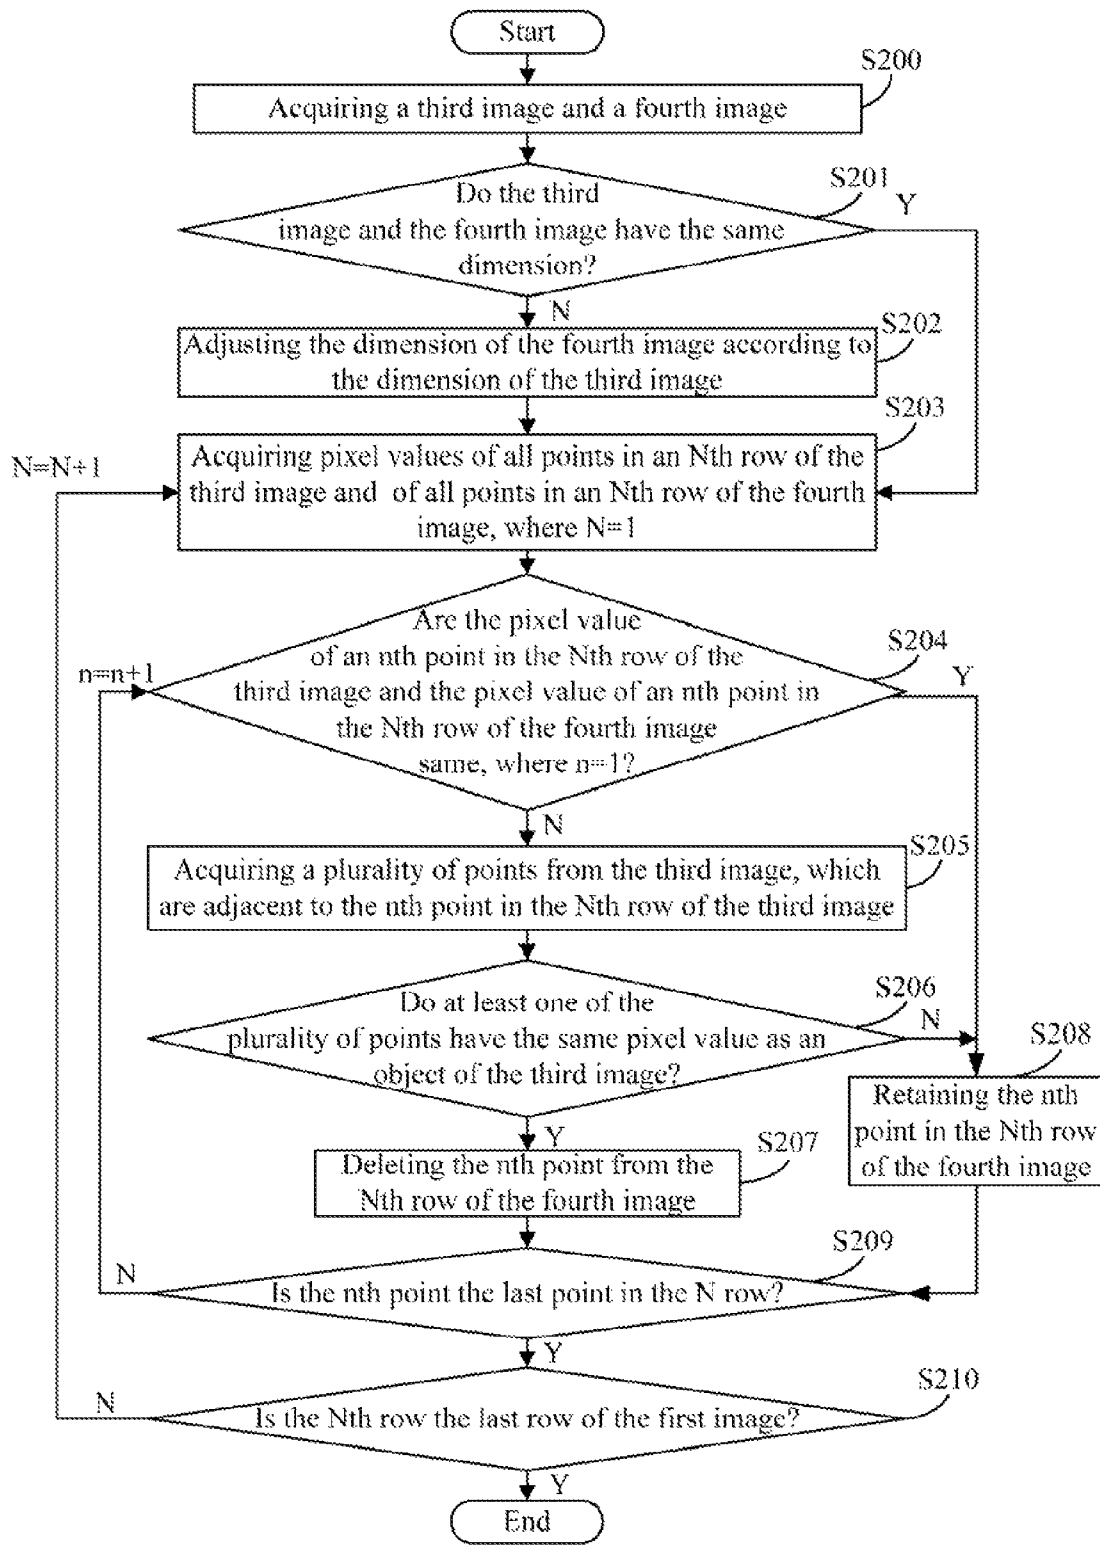 Start
S200
Acquiring a third image and a fourth image
S201
Do the third
image and the fourth image have the same
dimension?
Y
N
S202
Adjusting the dimension of the fourth image according to
the dimension of the third image
S203
N=N+1
Acquiring pixel values of all points in an Nth row of the
third image and of all points in an Nth row of the fourth
image, where N=1
Are the pixel value
of an nth point in the Nth row of the
third image and the pixel value of an nth point in
the Nth row of the fourth image
same, where n=1?
S204
n=n+1
Y
N
S205
Acquiring a plurality of points from the third image, which
are adjacent to the nth point in the Nth row of the third image
S206
Do at least one of the
plurality of points have the same pixel value as an
object of the third image?
N
S208
Retaining the nth
point in the Nth row
of the fourth image
Y
S207
Deleting the nth point from the
Nth row of the fourth image
S209
N
Is the nth point the last point in the N row?
Y
S210
N
Is the Nth row the last row of the first image?
Y
End